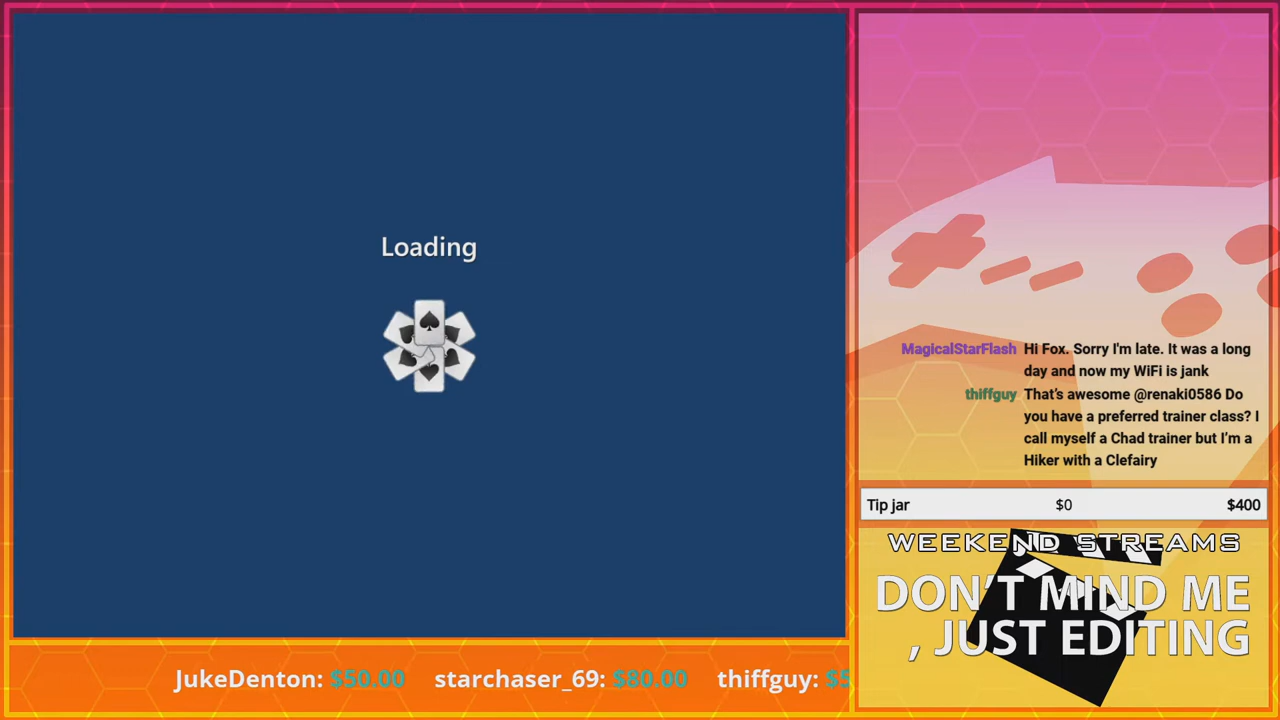 Loading
MagicalStarFlash Hi Fox. Sorry I'm late. It was a long
day and now my WiFi is jank
thiffguy That's awesome @renaki0586 Do
you have a preferred trainer class? I
call myself a Chad trainer but I'm a
Hiker with a Clefairy
Tip jar $0 $400
WEEKEND STREAMS
DON'T MIND ME
, JUST EDITING
JukeDenton: $50.00 starchaser_69: $80.00 thiffguy: